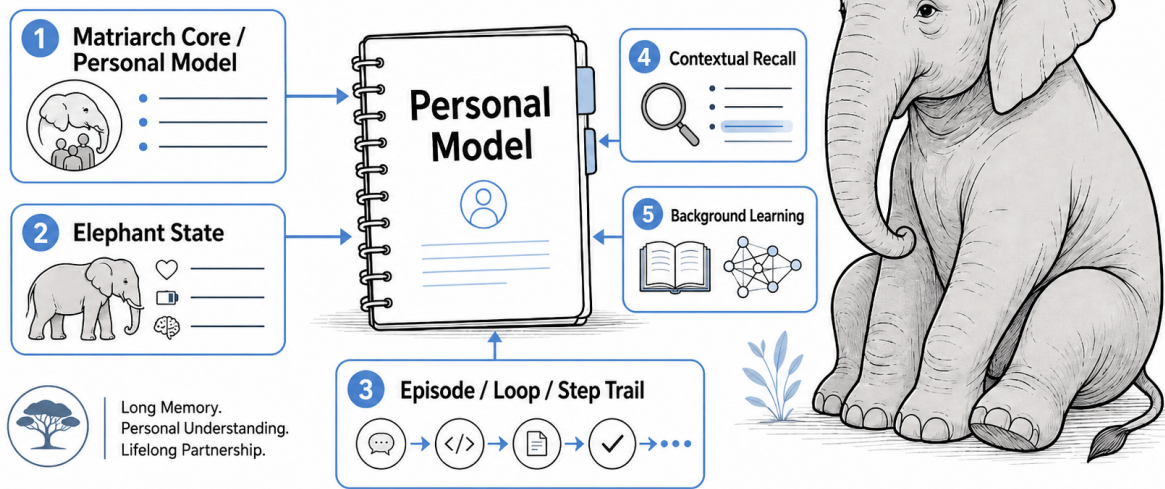 1
Matriarch Core /
Personal Model
2
Elephant State
Long Memory.
Personal Understanding.
Lifelong Partnership.
Personal
Model
3
Episode / Loop / Step Trail
</>
4
Contextual Recall
5
Background Learning